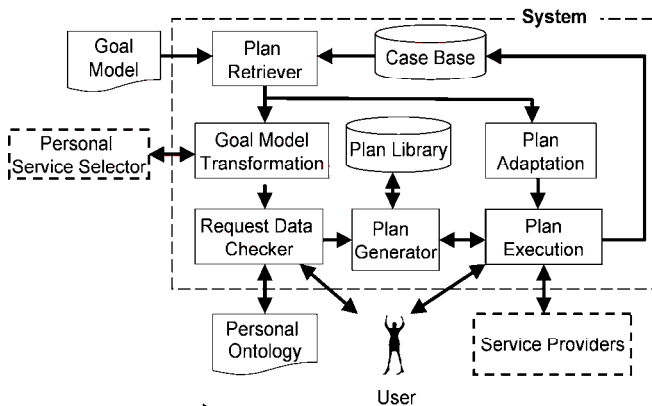 System
Goal
Model
Plan
Retriever
Case Base
Personal
Service Selector
Goal Model
Transformation
Plan Library
Plan
Adaptation
Request Data
Checker
Plan
Generator
Plan
Execution
Personal
Ontology
User
Service Providers